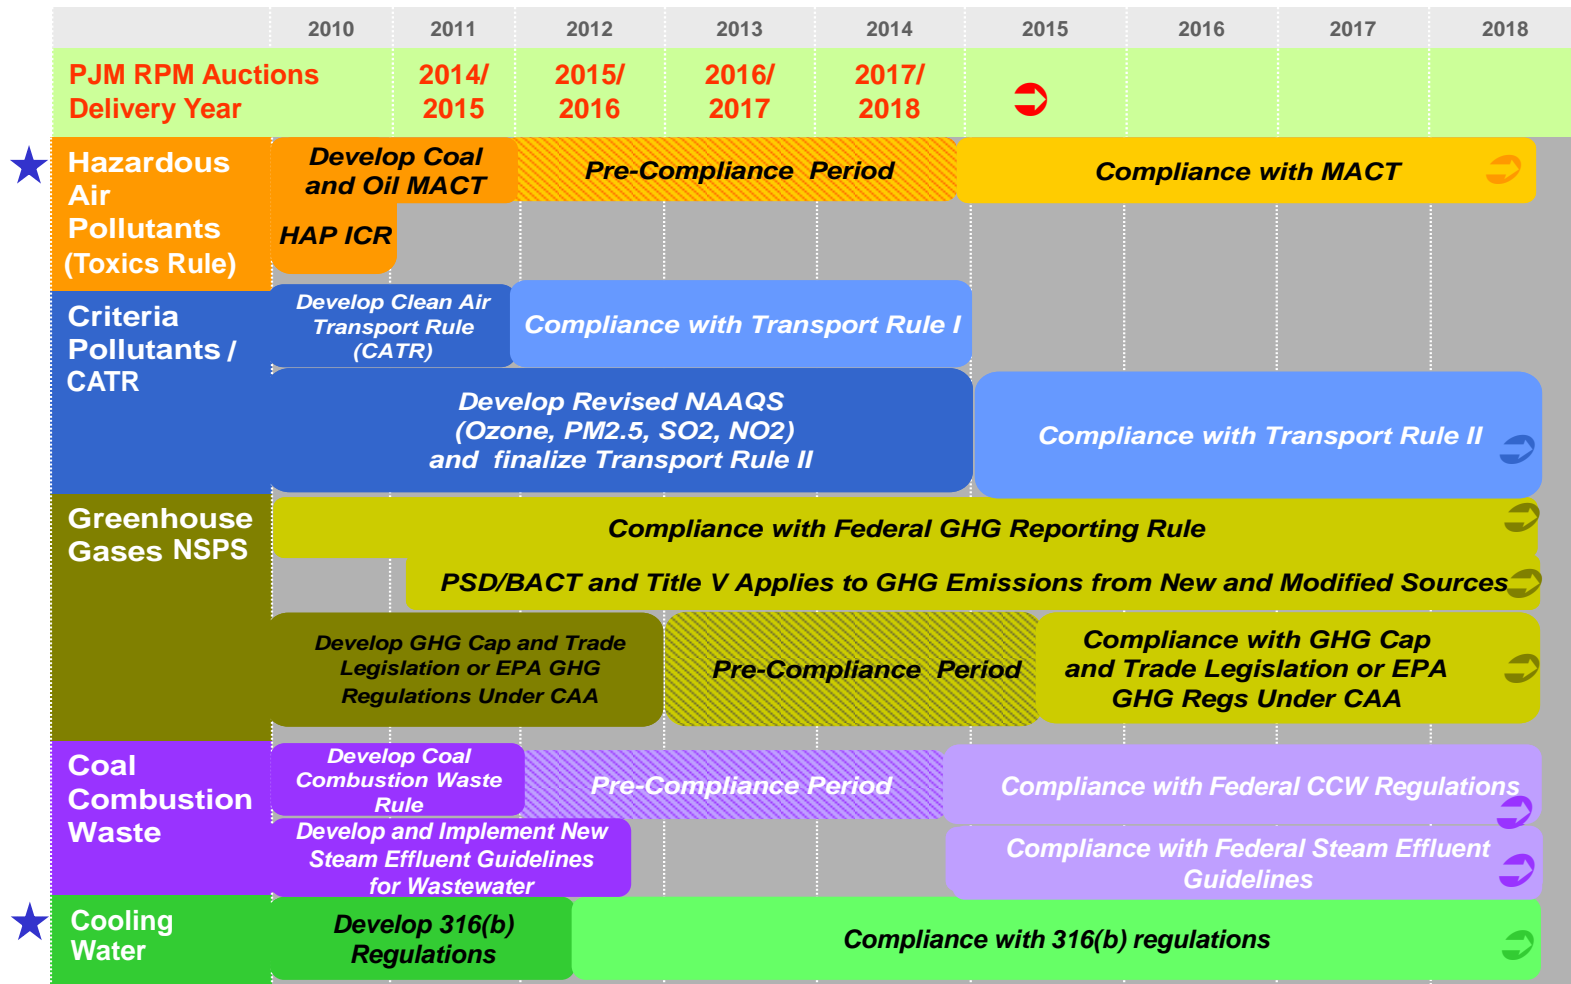 2010 2011 2012 2013 2014 2015 2016 2017 2018
PJM RPM Auctions
Delivery Year
2014/
2015
2015/
2016
2016/
2017
2017/
2018
Hazardous
Air
Pollutants
(Toxics Rule)
Develop Coal
and Oil MACT
Pre-Compliance Period
Compliance with MACT
HAP ICR
Criteria
Pollutants /
CATR
Develop Clean Air
Transport Rule
(CATR)
Compliance with Transport Rule I
Develop Revised NAAQS
(Ozone, PM2.5, SO2, NO2)
and finalize Transport Rule II
Compliance with Transport Rule II
Greenhouse
Gases NSPS
Compliance with Federal GHG Reporting Rule
PSD/BACT and Title V Applies to GHG Emissions from New and Modified Sources
Develop GHG Cap and Trade
Legislation or EPA GHG
Regulations Under CAA
Pre-Compliance Period
Compliance with GHG Cap
and Trade Legislation or EPA
GHG Regs Under CAA
Coal
Combustion
Waste
Develop Coal
Combustion Waste
Rule
Pre-Compliance Period
Compliance with Federal CCW Regulations
Develop and Implement New
Steam Effluent Guidelines
for Wastewater
Compliance with Federal Steam Effluent
Guidelines
Cooling
Water
Develop 316(b)
Regulations
Compliance with 316(b) regulations